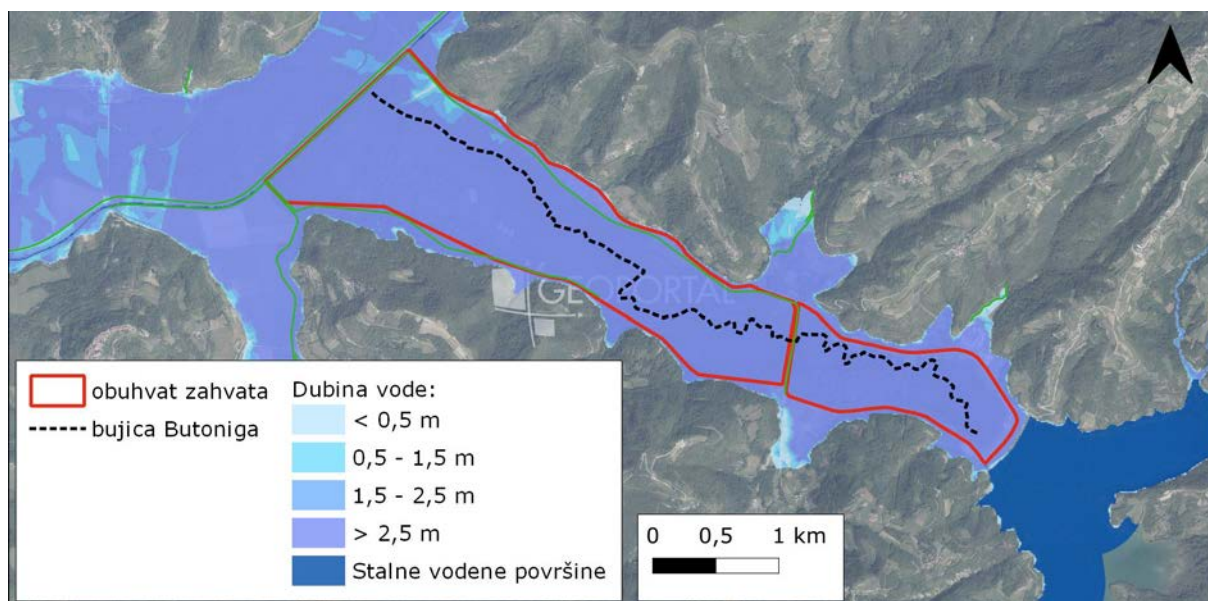 GEOPORTAL
obuhvat zahvata
bujica Butoniga
Dubina vode:
< 0,5 m
0,5 - 1,5 m
1,5 - 2,5 m
> 2,5 m
Stalne vodene površine
0 0,5 1 km